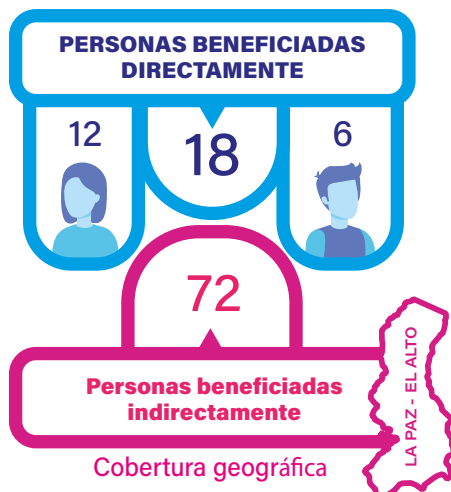 PERSONAS BENEFICIADAS
DIRECTAMENTE
12
18
6
72
Personas beneficiadas
indirectamente
LA PAZ - EL ALTO
Cobertura geográfica